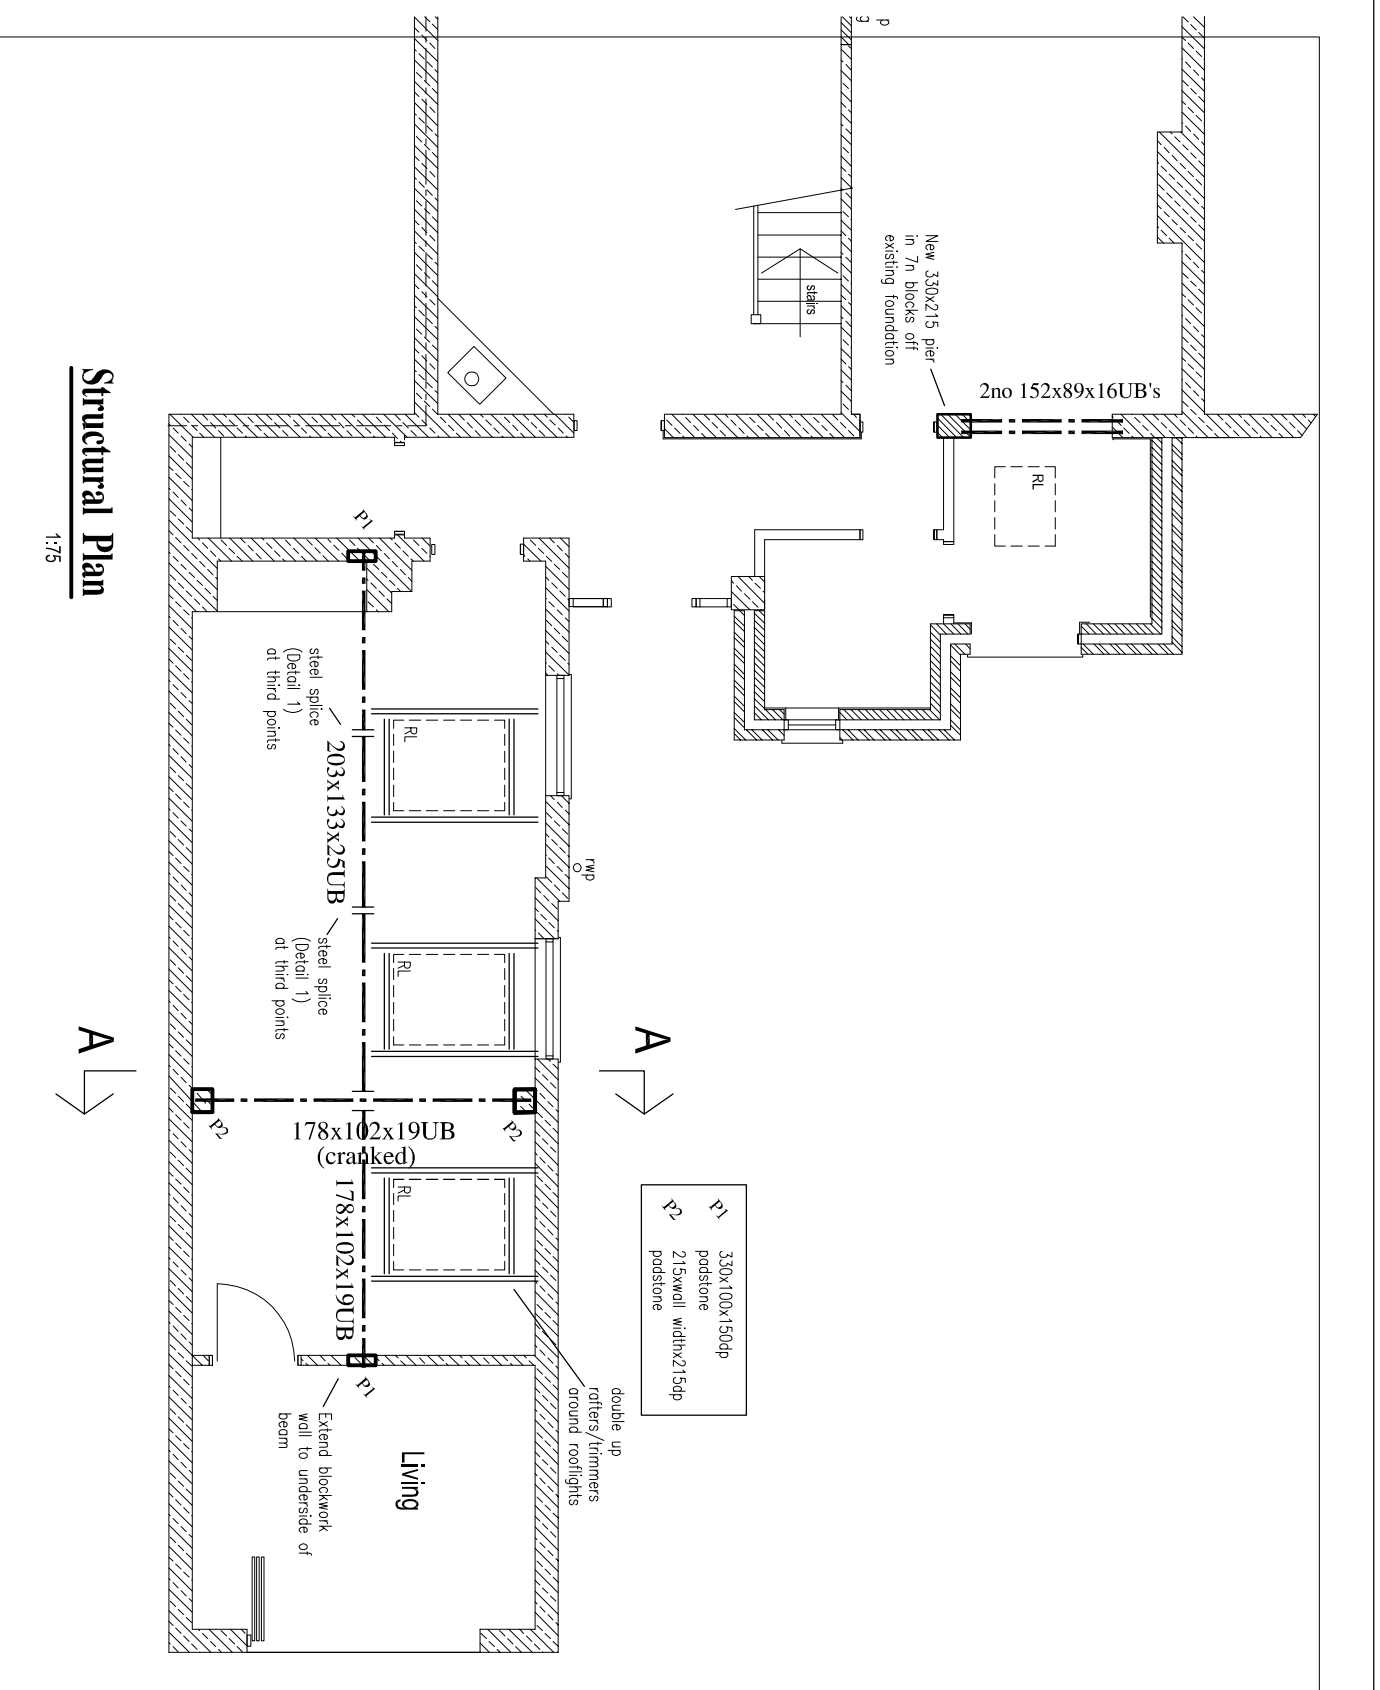 p
g
New 330x215 pier
in 7n blocks off
existing foundation
2no 152x89x16UB's
stairs
RL
P1
steel splice
(Detail 1)
at third points
203x133x25UB
RL
rwp
steel splice
(Detail 1)
at third points
RL
A
A
P2
P2
178x102x19UB
(cranked)
178x102x19UB
RL
P1 330x100x150dp
padstone
P2 215xwall widthx215dp
padstone
double up
rafters/trimmers
around rooflights
P1
Extend blockwork
wall to underside of
beam
Living
Structural Plan
1:75